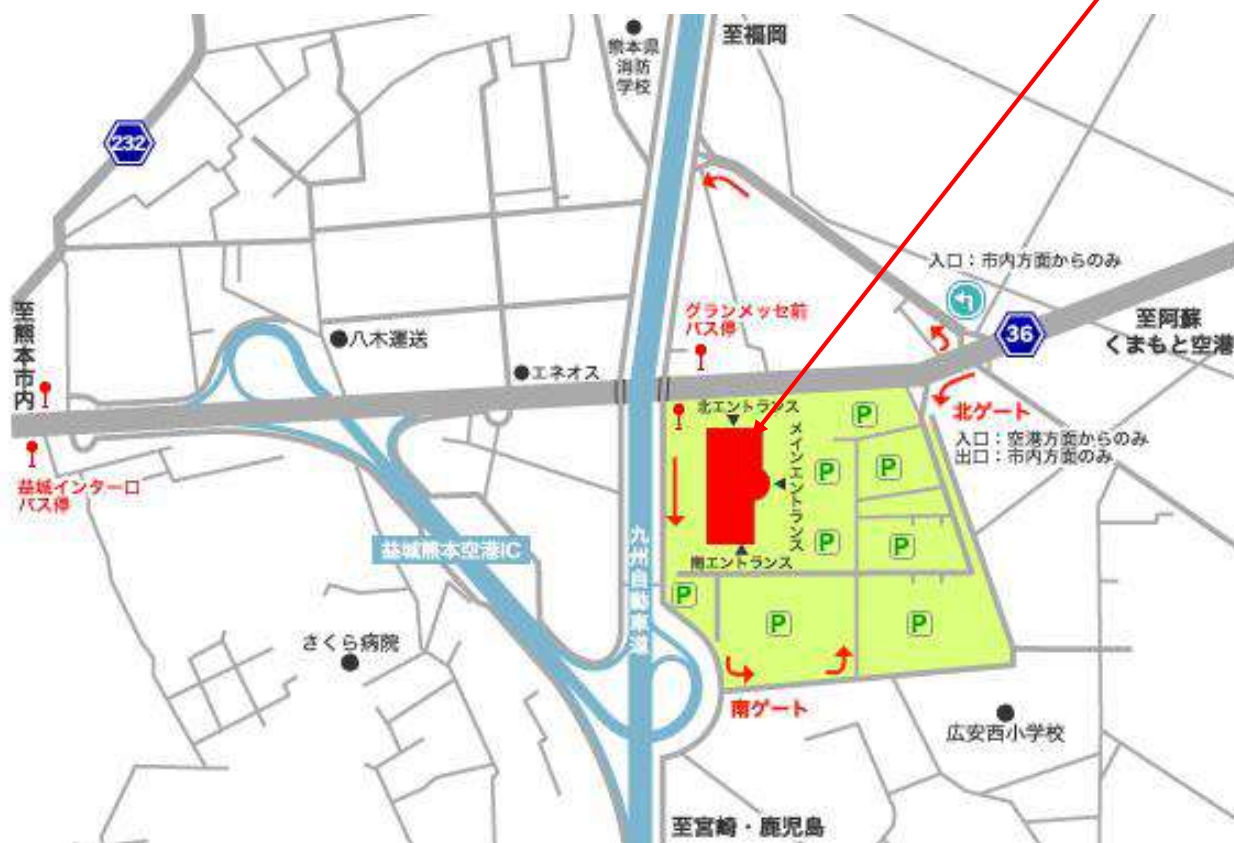 至福岡
熊本県
消防
学校
232
入口：市内方面からのみ
至熊本市内
グランメッセ前
バス停
36
至阿蘇
くまもと空港
八木運送
エネオス
北エントランス
P
北ゲート
メインエントランス
入口：空港方面からのみ
出口：市内方面のみ
P
P
益城インター口
バス停
益城熊本空港IC
九州自動車道
P
P
南エントランス
P
P
P
さくら病院
南ゲート
広安西小学校
至宮崎・鹿児島